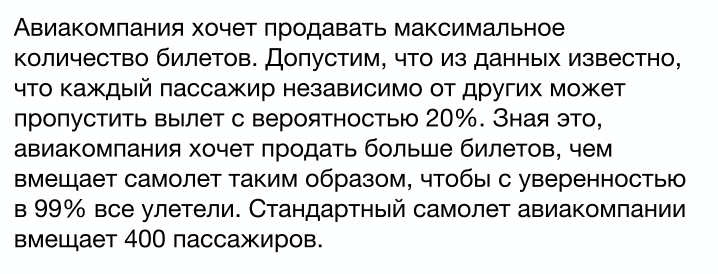 Авиакомпания хочет продавать максимальное
количество билетов. Допустим, что из данных известно,
что каждый пассажир независимо от других может
пропустить вылет с вероятностью 20%. Зная это,
авиакомпания хочет продать больше билетов, чем
вмещает самолет таким образом, чтобы с уверенностью
в 99% все улетели. Стандартный самолет авиакомпании
вмещает 400 пассажиров.